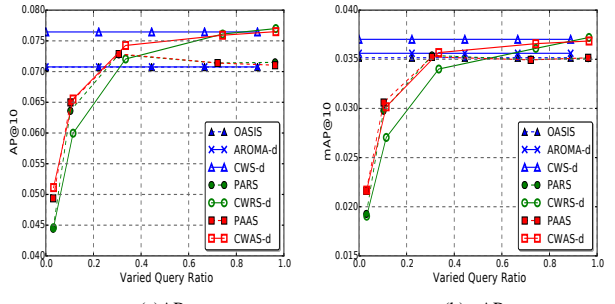 0.080
0.075
0.070
0.065
0.060
0.055
0.050
0.045
0.040
AP@10
0.0 0.2 0.4 0.6 0.8 1.0
Varied Query Ratio
OASIS
AROMA-d
CWS-d
PARS
CWRS-d
PAAS
CWAS-d
0.040
0.035
0.030
0.025
0.020
0.015
mAP@10
0.0 0.2 0.4 0.6 0.8 1.0
Varied Query Ratio
OASIS
AROMA-d
CWS-d
PARS
CWRS-d
PAAS
CWAS-d